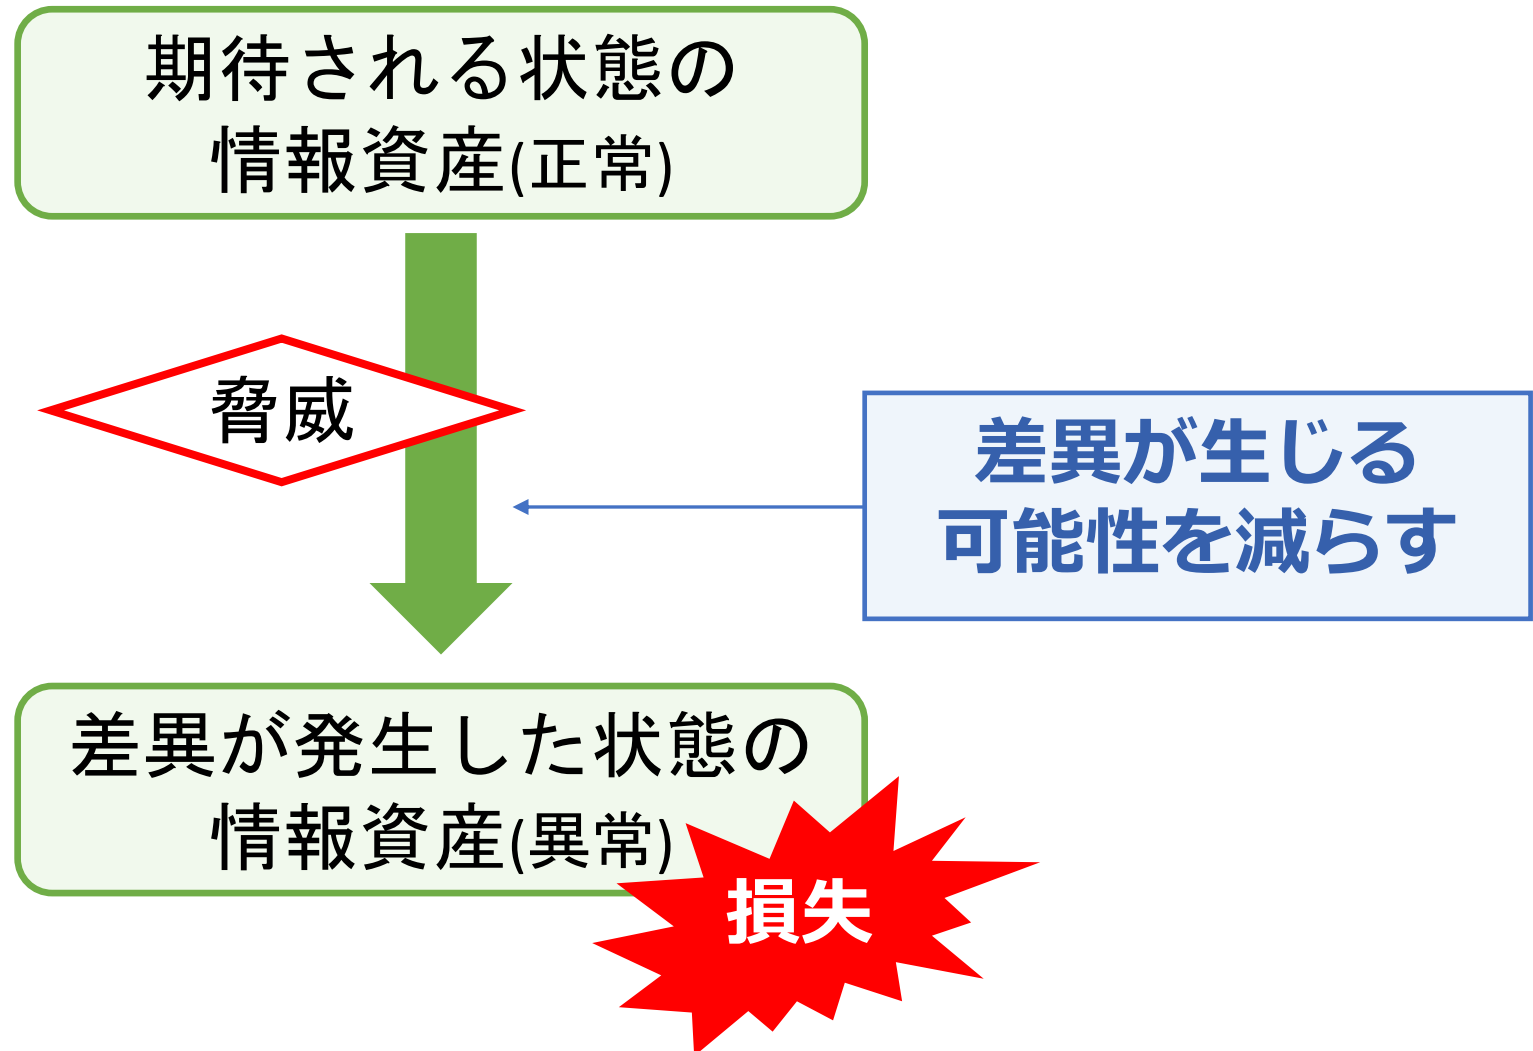 期待される状態の
情報資産(正常)
脅威
差異が生じる
可能性を減らす
差異が発生した状態の
情報資産(異常)
損失